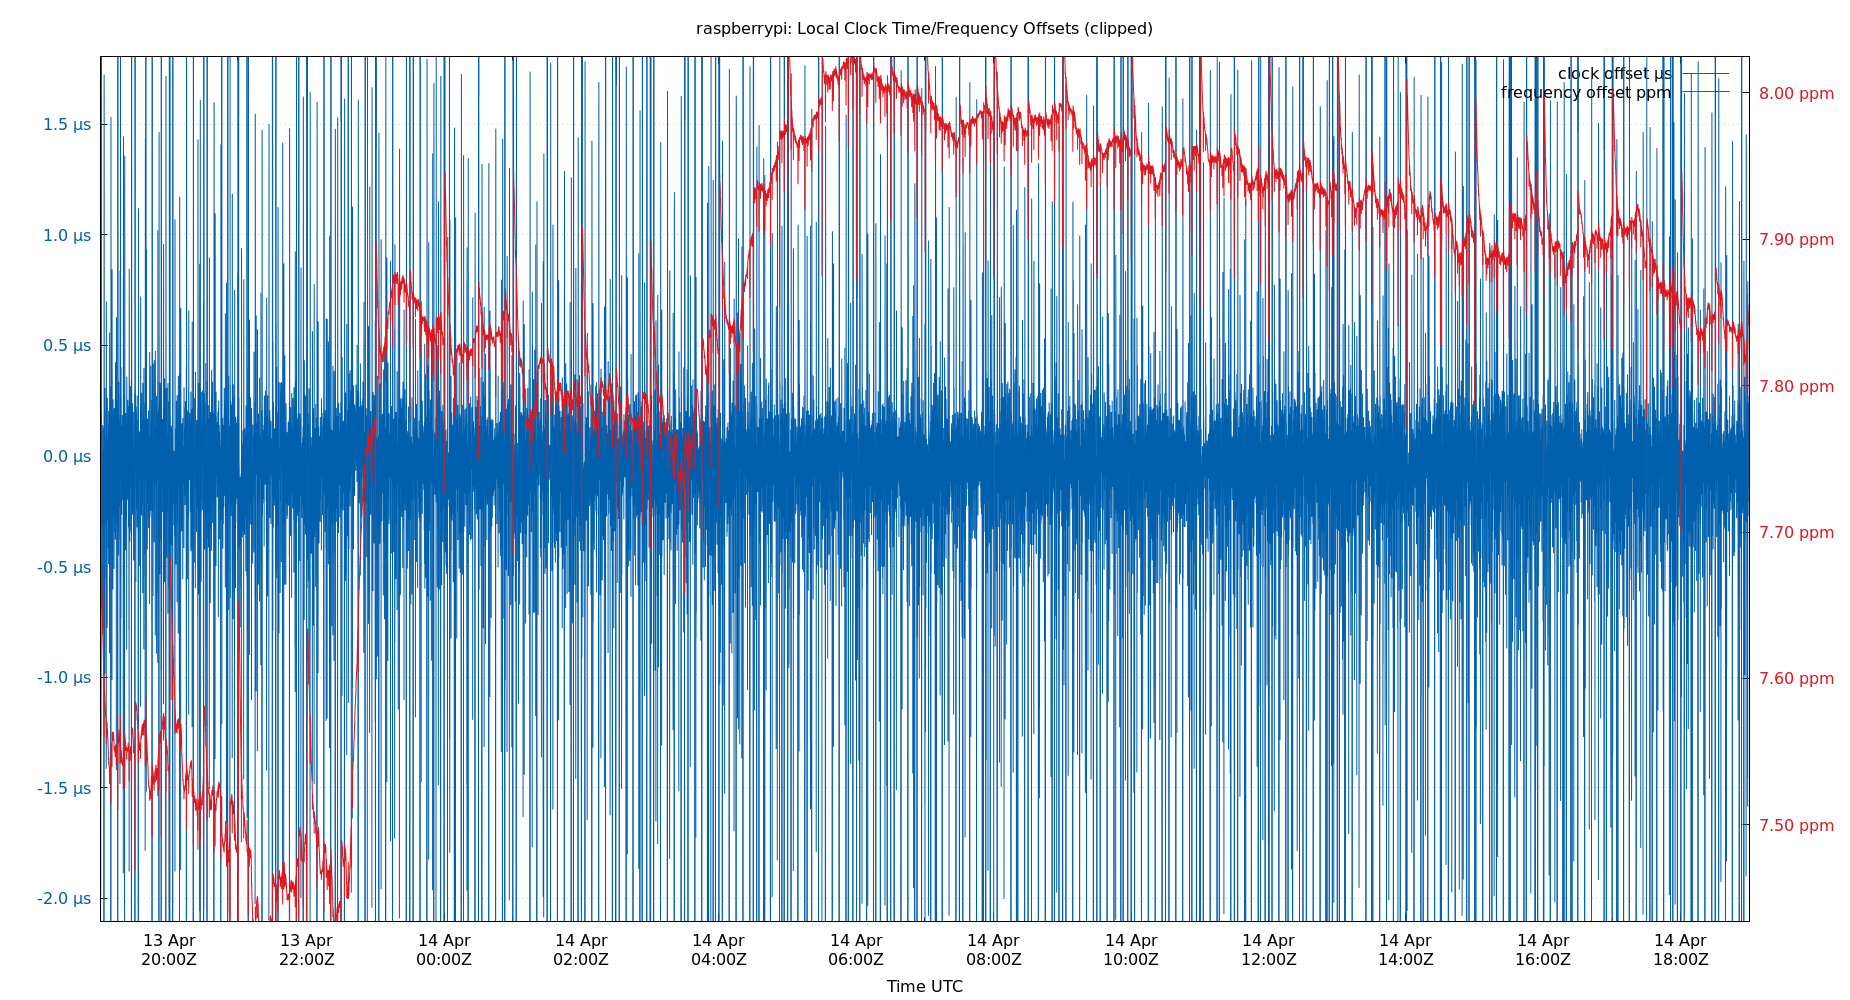 raspberrypi: Local Clock Time/Frequency Offsets (clipped)
clock offset µs
frequency offset ppm
1.5 µs
1.0 µs
0.5 µs
0.0 µs
-0.5 µs
-1.0 µs
-1.5 µs
-2.0 µs
8.00 ppm
7.90 ppm
7.80 ppm
7.70 ppm
7.60 ppm
7.50 ppm
13 Apr 13 Apr 14 Apr 14 Apr 14 Apr 14 Apr 14 Apr 14 Apr 14 Apr 14 Apr 14 Apr 14 Apr
20:00Z 22:00Z 00:00Z 02:00Z 04:00Z 06:00Z 08:00Z 10:00Z 12:00Z 14:00Z 16:00Z 18:00Z
Time UTC